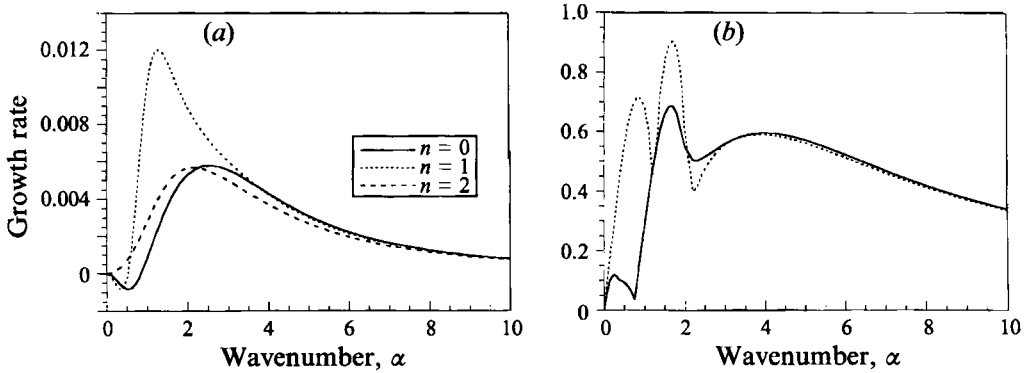 (a)
0.012
0.008
0.004
0
Growth rate
n = 0
n = 1
n = 2
0 2 4 6 8 10
Wavenumber, α
(b)
1.0
0.8
0.6
0.4
0.2
0
0 2 4 6 8 10
Wavenumber, α